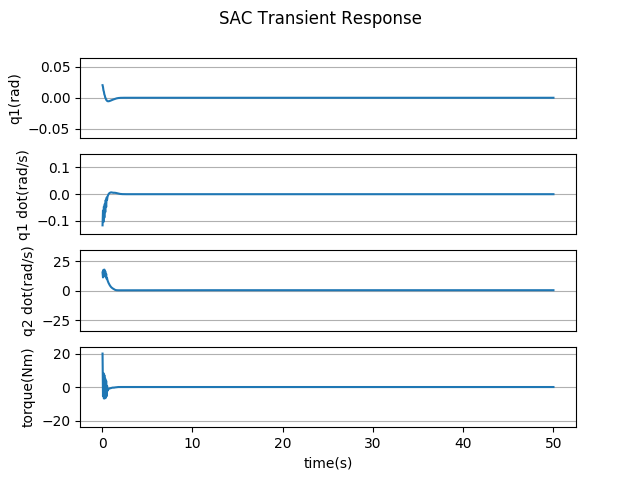 SAC Transient Response
0.05
0.00
−0.05
q1(rad)
0.1
0.0
−0.1
q1 dot(rad/s)
25
0
−25
q2 dot(rad/s)
20
0
−20
torque(Nm)
0 10 20 30 40 50
time(s)